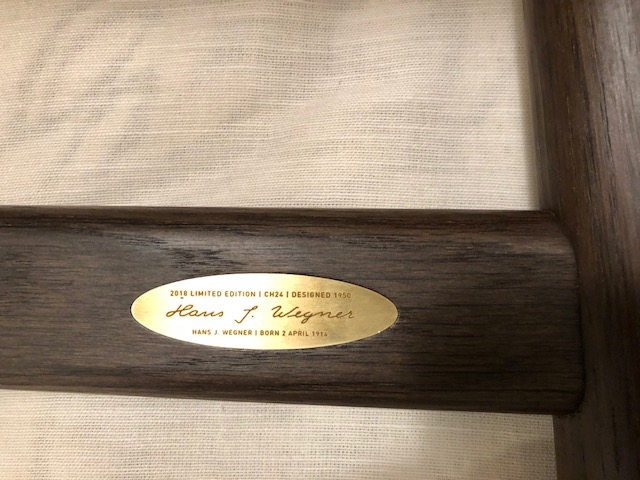 2018 LIMITED EDITION | CH24 | DESIGNED 1950
Hans J. Wegner
HANS J. WEGNER | BORN 2 APRIL 1914